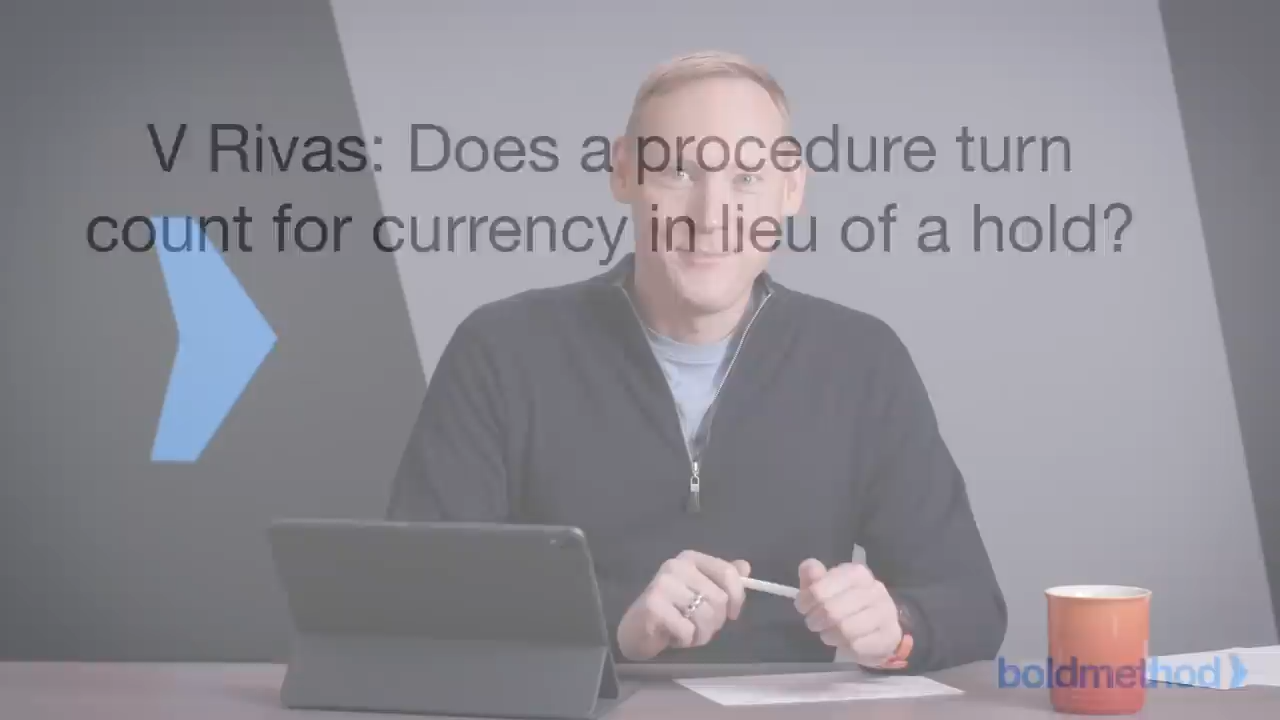 V Rivas: Does a procedure turn
count for currency in lieu of a hold?
boldmethod